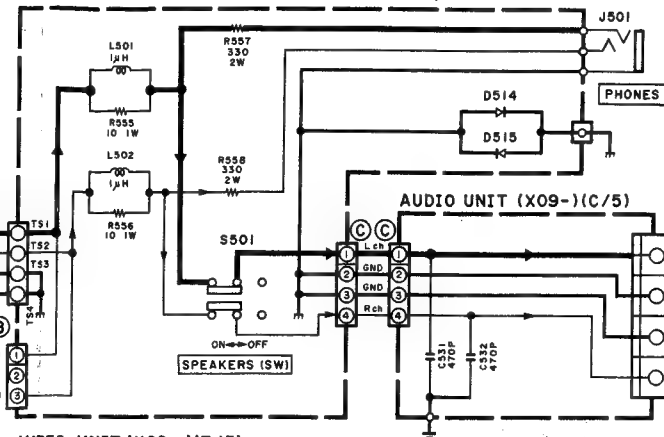 J501
L501
1μH
R557
330
2W
PHONES
R555
10 1W
D514
D515
L502
1μH
R558
330
2W
R556
10 1W
AUDIO UNIT (X09-)(C/5)
TS1
TS2
TS3
TS4
S501
C C
1 Lch 1
2 GND 2
3 GND 3
4 Rch 4
ON↔OFF
SPEAKERS (SW)
C531
470P
C532
470P
1
2
3